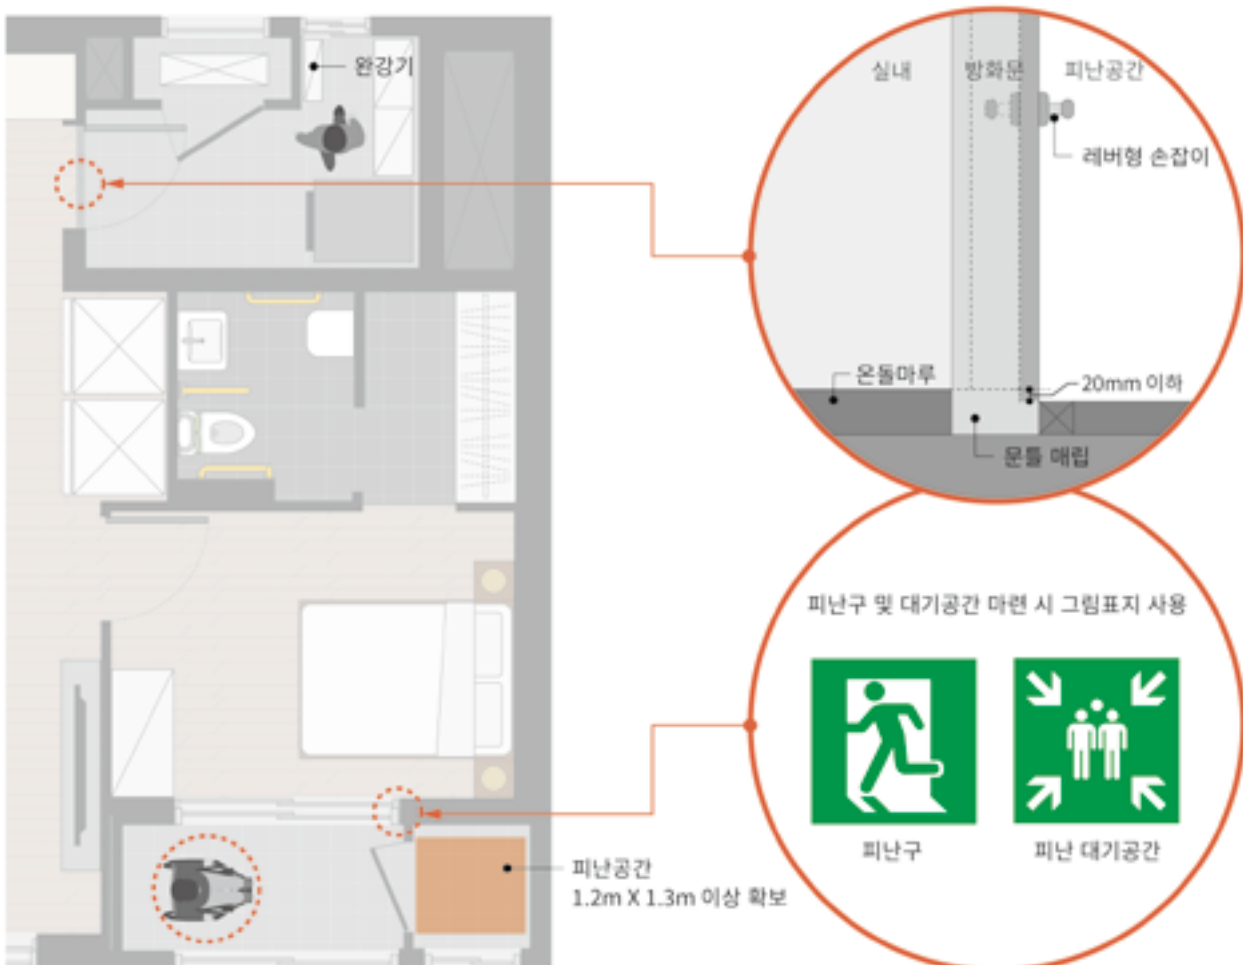 완강기
실내
방화문
피난공간
레버형 손잡이
온돌마루
20mm 이하
문틀 매립
피난구 및 대기공간 마련 시 그림표지 사용
피난구
피난 대기공간
피난공간
1.2m X 1.3m 이상 확보